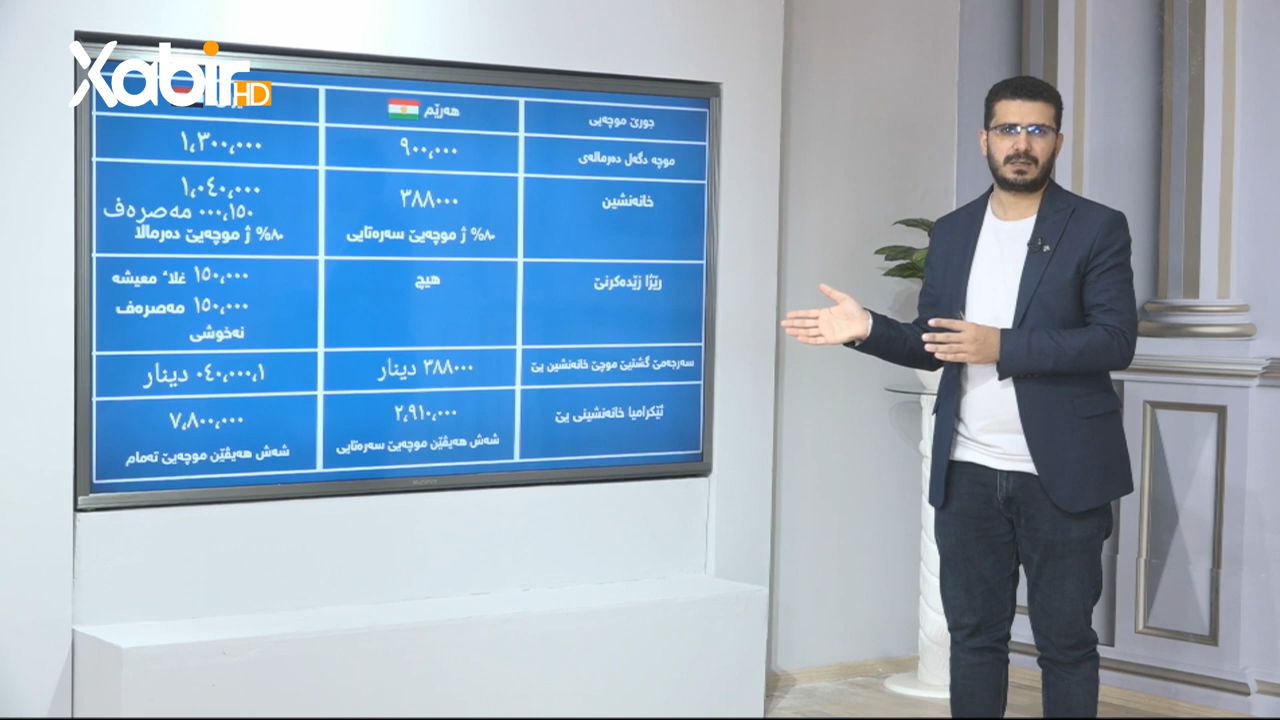 Xabir HD
جورێ موچەیی
هەرێم
موچە دگەل دەرمالەی
٩٠٠,٠٠٠
١,٣٠٠,٠٠٠
خانەنشین
٣٨٨٠٠٠
٨٠% ژ موچەیێ سەرەتایی
١,٠٤٠,٠٠٠
٠٠٠,١٥٠ مەصرەف
٨٠% ژ موچەیێ دەرمالا
رێژا زێدەکرنێ
هیچ
١٥٠,٠٠٠ غلاء معیشە
١٥٠,٠٠٠ مەصرەف
نەخوشی
سەرجەمێ گشتیێ موچێ خانەنشین یێ
٣٨٨٠٠٠ دینار
٠٤٠,٠٠٠,١ دینار
ئێکرامیا خانەنشینی یێ
٢,٩١٠,٠٠٠
شەش هەیڤێن موچەیێ سەرەتایی
٧,٨٠٠,٠٠٠
شەش هەیڤێن موچەیێ تەمام